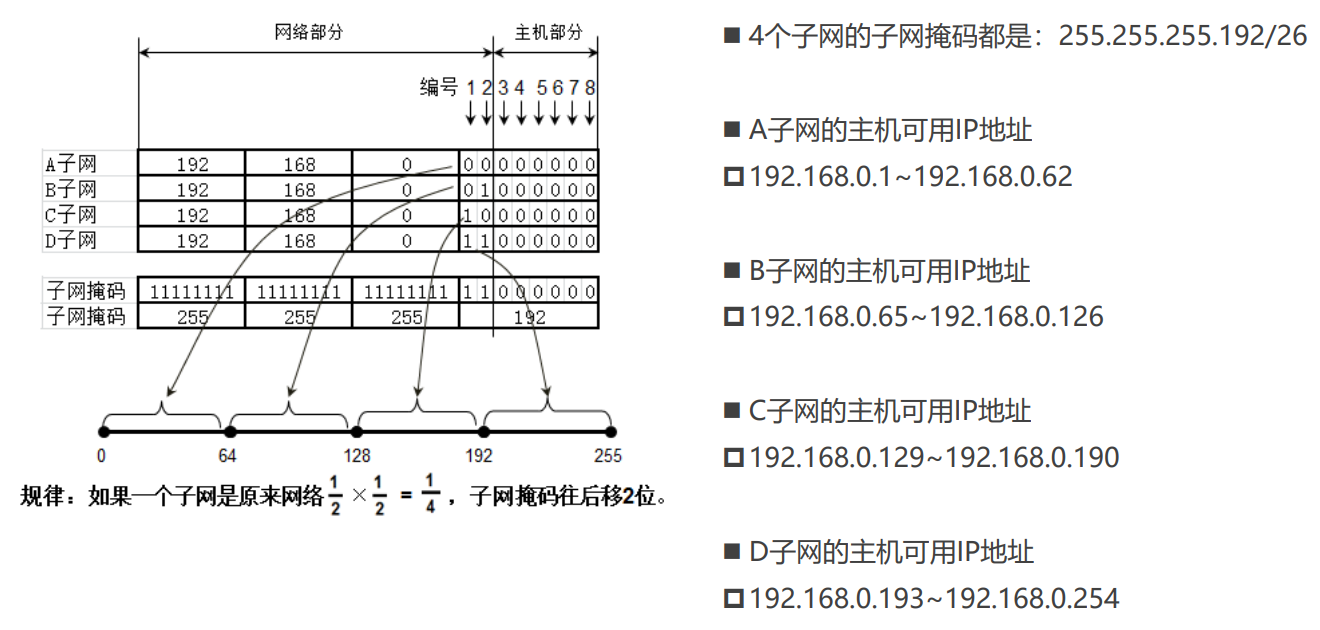 网络部分 主机部分
编号 1 2 3 4 5 6 7 8
A子网 192 168 0 0 0 0 0 0 0 0 0
B子网 192 168 0 0 1 0 0 0 0 0 0
C子网 192 168 0 1 0 0 0 0 0 0 0
D子网 192 168 0 1 1 0 0 0 0 0 0
子网掩码 11111111 11111111 11111111 1 1 0 0 0 0 0 0
子网掩码 255 255 255 192
0 64 128 192 255
规律：如果一个子网是原来网络1/2 × 1/2 = 1/4，子网掩码往后移2位。
■ 4个子网的子网掩码都是：255.255.255.192/26
■ A子网的主机可用IP地址
192.168.0.1~192.168.0.62
■ B子网的主机可用IP地址
192.168.0.65~192.168.0.126
■ C子网的主机可用IP地址
192.168.0.129~192.168.0.190
■ D子网的主机可用IP地址
192.168.0.193~192.168.0.254